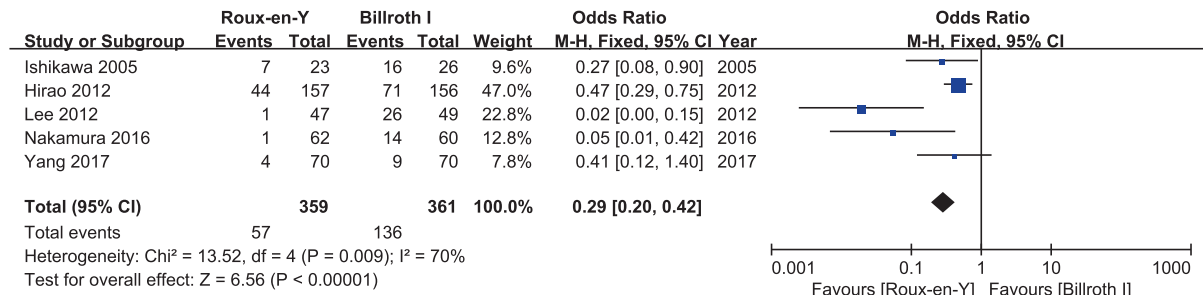 Roux-en-Y Billroth I Odds Ratio Odds Ratio
Study or Subgroup Events Total Events Total Weight M-H, Fixed, 95% CI Year M-H, Fixed, 95% CI
Ishikawa 2005 7 23 16 26 9.6% 0.27 [0.08, 0.90] 2005
Hirao 2012 44 157 71 156 47.0% 0.47 [0.29, 0.75] 2012
Lee 2012 1 47 26 49 22.8% 0.02 [0.00, 0.15] 2012
Nakamura 2016 1 62 14 60 12.8% 0.05 [0.01, 0.42] 2016
Yang 2017 4 70 9 70 7.8% 0.41 [0.12, 1.40] 2017
Total (95% CI) 359 361 100.0% 0.29 [0.20, 0.42]
Total events 57 136
Heterogeneity: Chi² = 13.52, df = 4 (P = 0.009); I² = 70%
Test for overall effect: Z = 6.56 (P < 0.00001)
0.001 0.1 1 10 1000
Favours [Roux-en-Y] Favours [Billroth I]